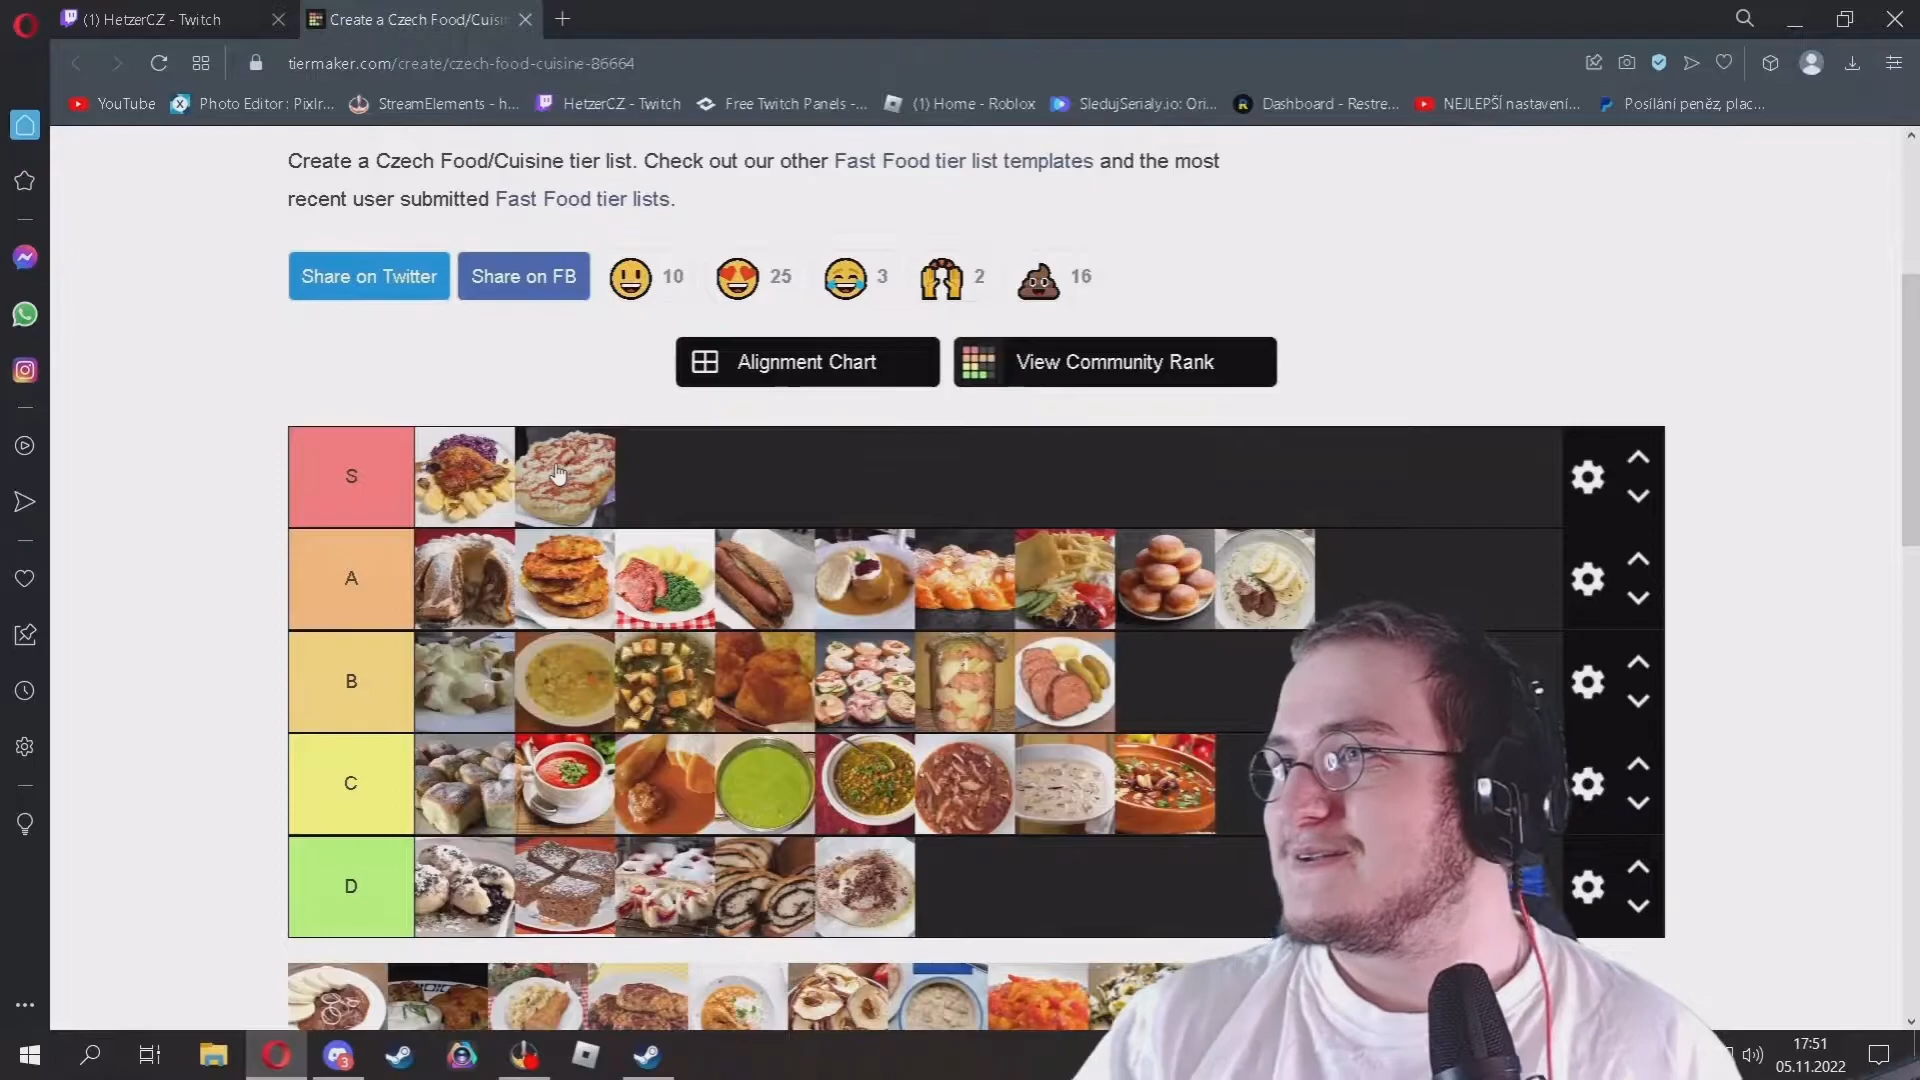 (1) HetzerCZ - Twitch
Create a Czech Food/Cuisi
tiermaker.com/create/czech-food-cuisine-86664
YouTube
Photo Editor : Pixlr...
StreamElements - h...
HetzerCZ - Twitch
Free Twitch Panels -...
(1) Home - Roblox
SledujSerialy.io: Ori...
Dashboard - Restre...
NEJLEPŠÍ nastavení...
Posílání peněz, plac...
Create a Czech Food/Cuisine tier list. Check out our other Fast Food tier list templates and the most
recent user submitted Fast Food tier lists.
Share on Twitter
Share on FB
10
25
3
2
16
Alignment Chart
View Community Rank
S
A
B
C
D
3
17:51
05.11.2022